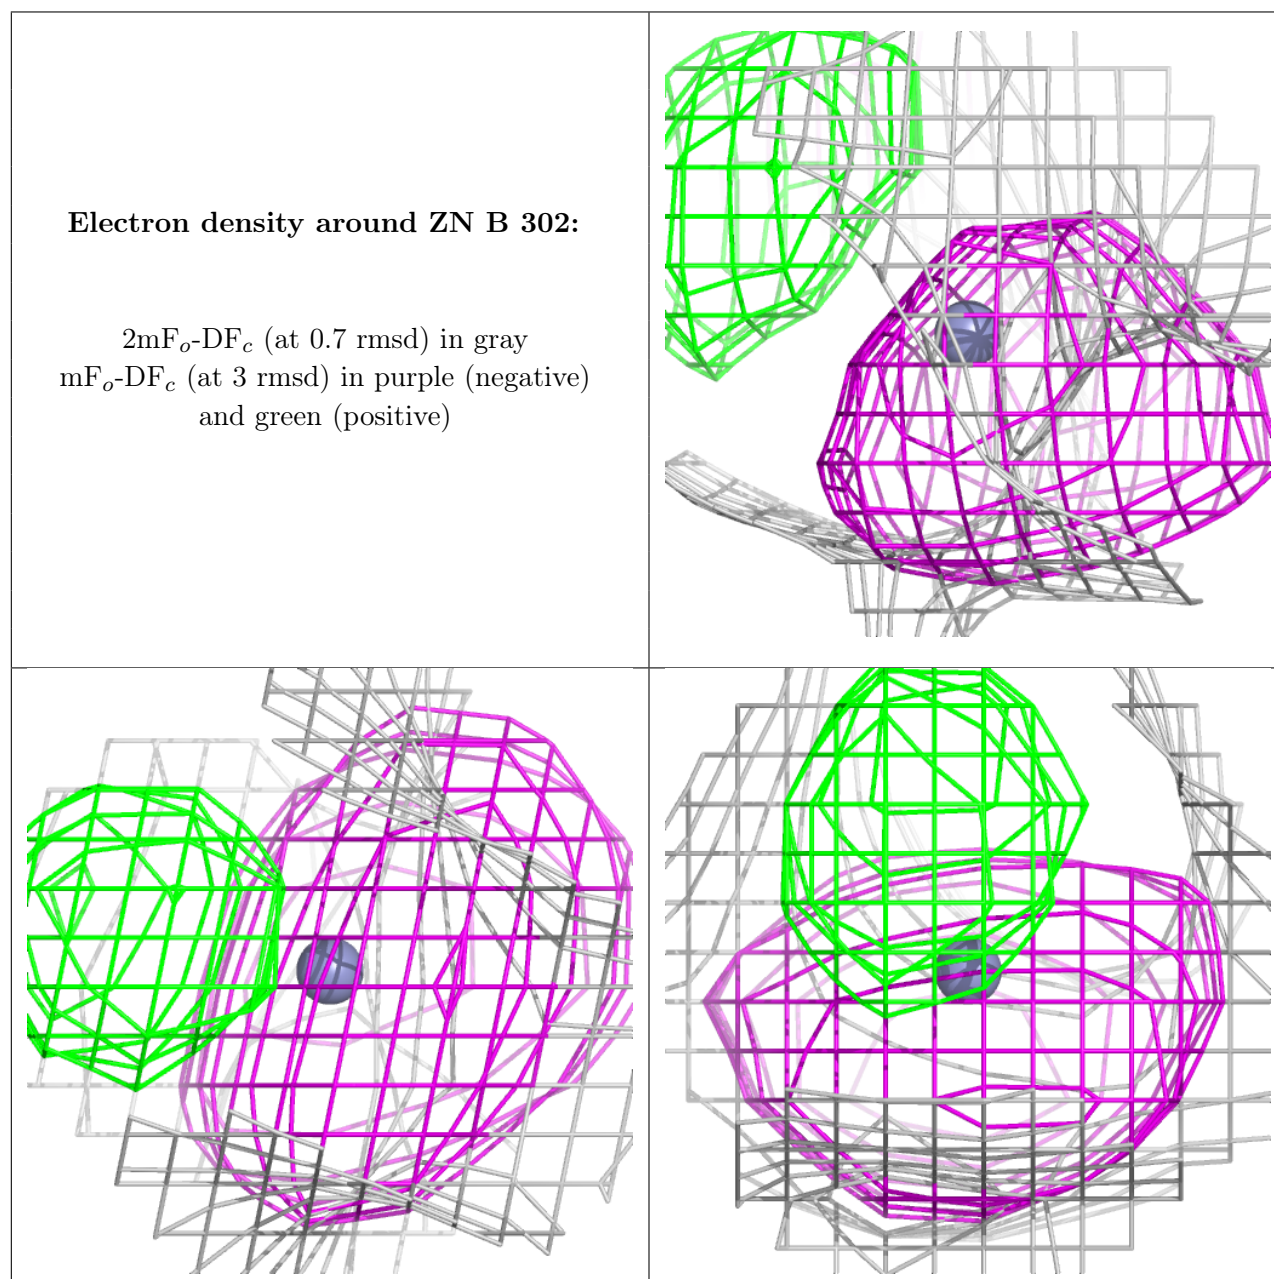 Electron density around ZN B 302:
2mFo-DFc (at 0.7 rmsd) in gray
mFo-DFc (at 3 rmsd) in purple (negative)
and green (positive)